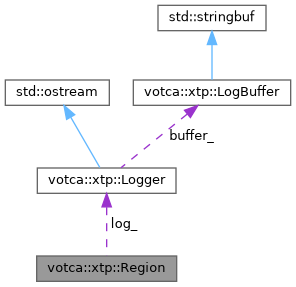 std::stringbuf
std::ostream
votca::xtp::LogBuffer
buffer_
votca::xtp::Logger
log_
votca::xtp::Region